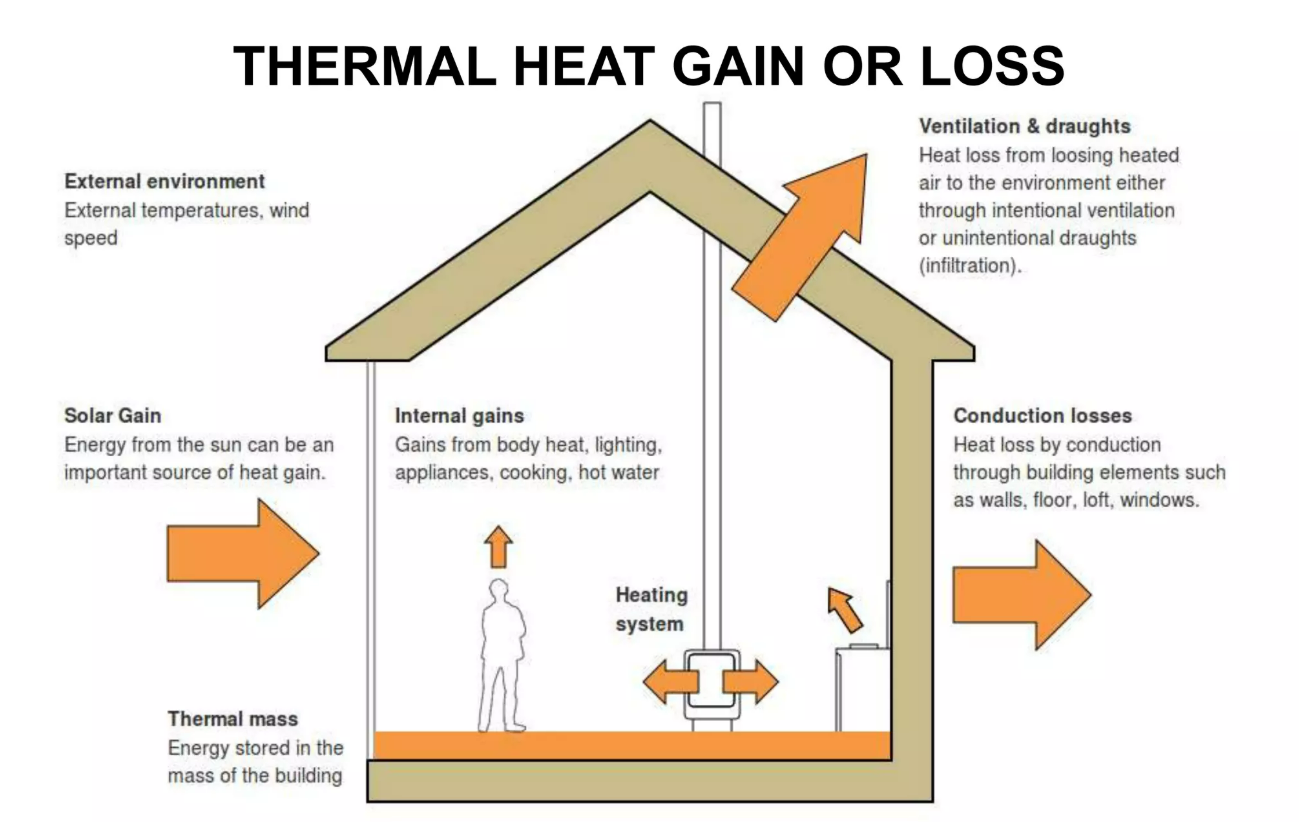 THERMAL HEAT GAIN OR LOSS
External environment
External temperatures, wind
speed
Ventilation & draughts
Heat loss from loosing heated
air to the environment either
through intentional ventilation
or unintentional draughts
(infiltration).
Solar Gain
Energy from the sun can be an
important source of heat gain.
Internal gains
Gains from body heat, lighting,
appliances, cooking, hot water
Conduction losses
Heat loss by conduction
through building elements such
as walls, floor, loft, windows.
Heating
system
Thermal mass
Energy stored in the
mass of the building